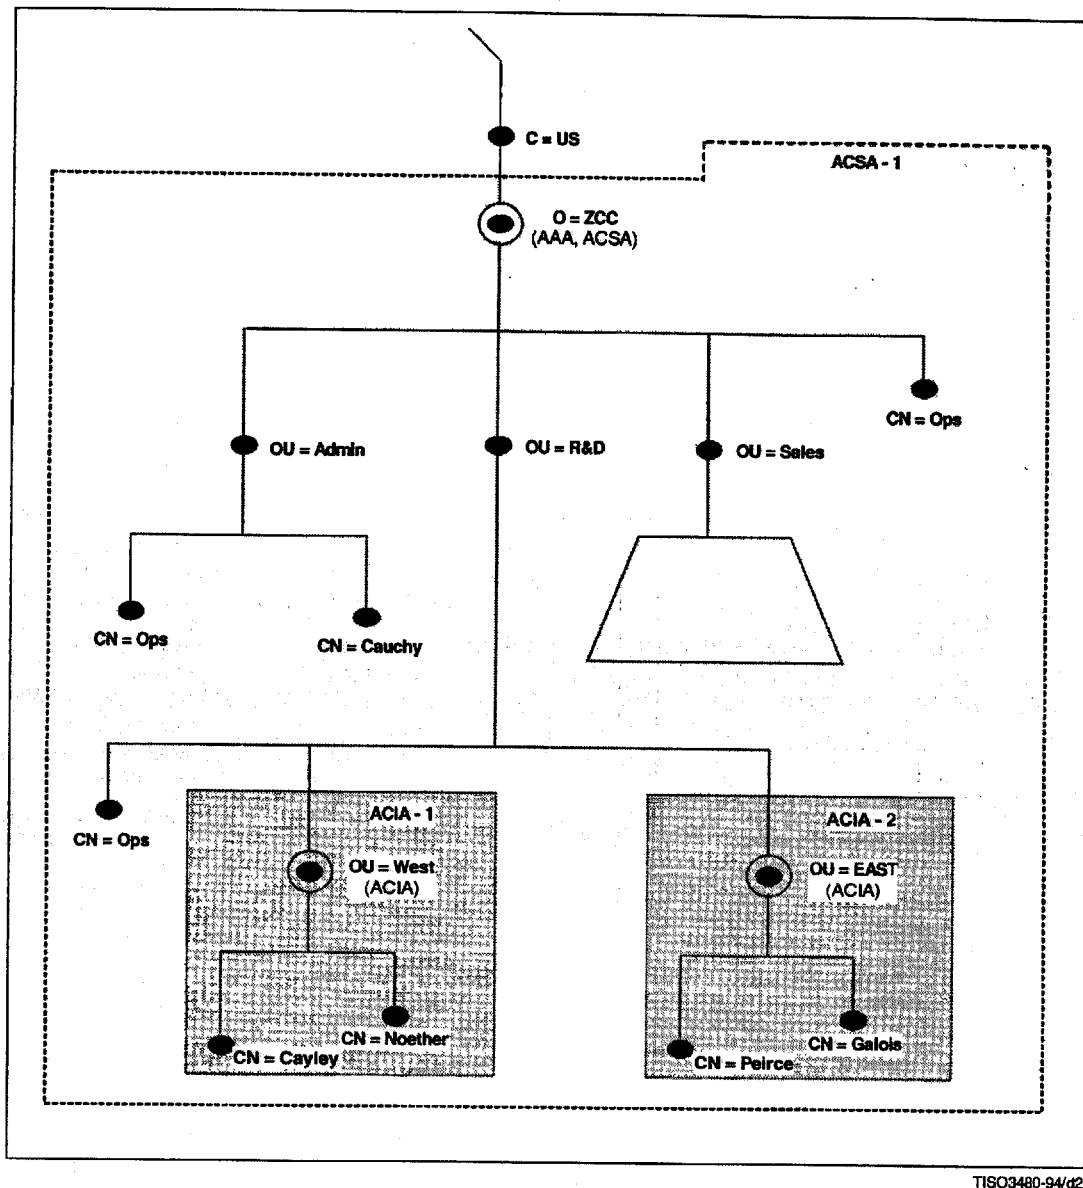 C = US
ACSA - 1
O = ZCC
(AAA, ACSA)
CN = Ops
OU = Admin
OU = R&D
OU = Sales
CN = Ops
CN = Cauchy
CN = Ops
ACIA - 1
OU = West
(ACIA)
CN = Noether
CN = Cayley
ACIA - 2
OU = EAST
(ACIA)
CN = Galois
CN = Peirce
TISO3480-94/d2